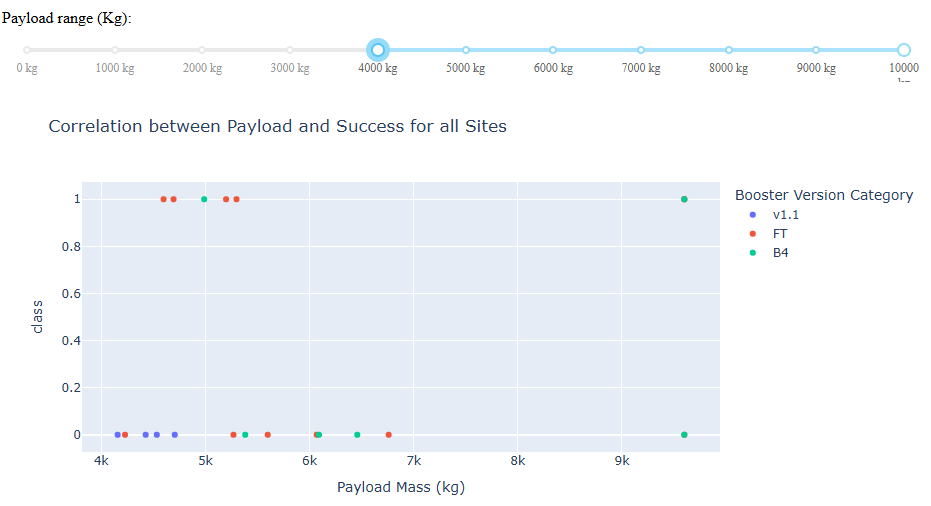 Payload range (Kg):
0 kg 1000 kg 2000 kg 3000 kg 4000 kg 5000 kg 6000 kg 7000 kg 8000 kg 9000 kg 10000
Correlation between Payload and Success for all Sites
Booster Version Category
v1.1
FT
B4
1
0.8
0.6
0.4
0.2
0
class
4k 5k 6k 7k 8k 9k
Payload Mass (kg)